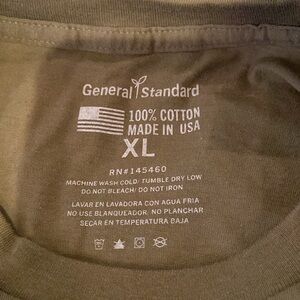 General Standard
100% COTTON
MADE IN USA
XL
RN#145460
MACHINE WASH COLD/ TUMBLE DRY LOW
DO NOT BLEACH/ DO NOT IRON
LAVAR EN LAVADORA CON AGUA FRIA
NO USE BLANQUEADOR. NO PLANCHAR
SECAR EN TEMPERATURA BAJA